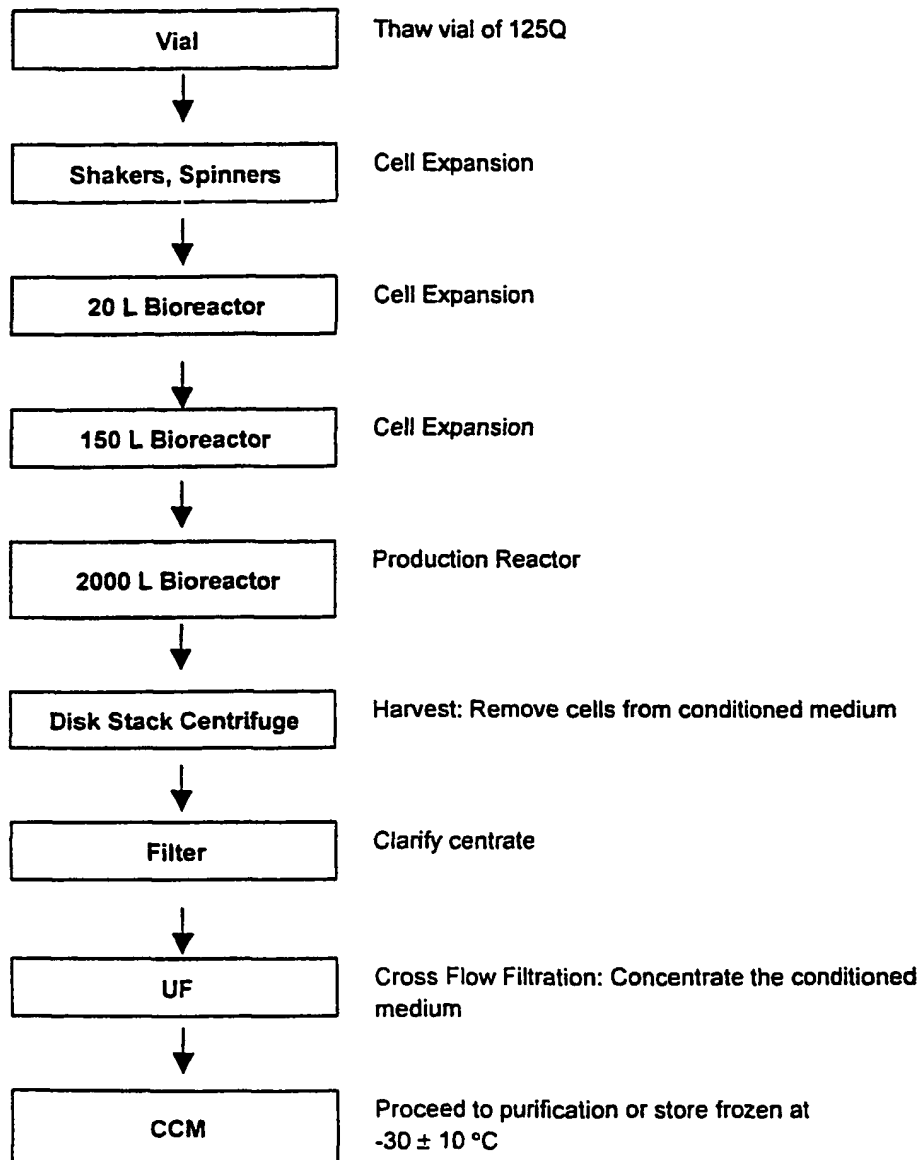 Vial
Thaw vial of 125Q
Shakers, Spinners
Cell Expansion
20 L Bioreactor
Cell Expansion
150 L Bioreactor
Cell Expansion
2000 L Bioreactor
Production Reactor
Disk Stack Centrifuge
Harvest: Remove cells from conditioned medium
Filter
Clarify centrate
UF
Cross Flow Filtration: Concentrate the conditioned
medium
CCM
Proceed to purification or store frozen at
-30 ± 10 ºC